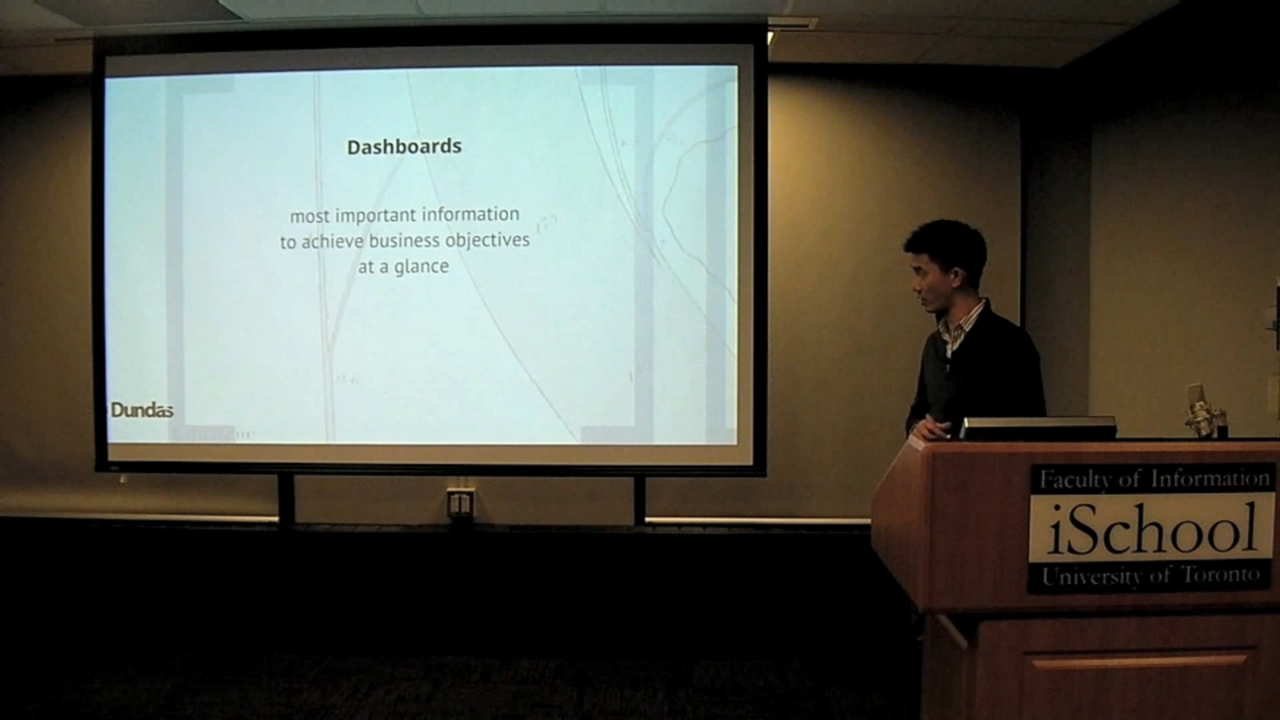 Dashboards
most important information
to achieve business objectives
at a glance
Dundas
Faculty of Information
iSchool
University of Toronto